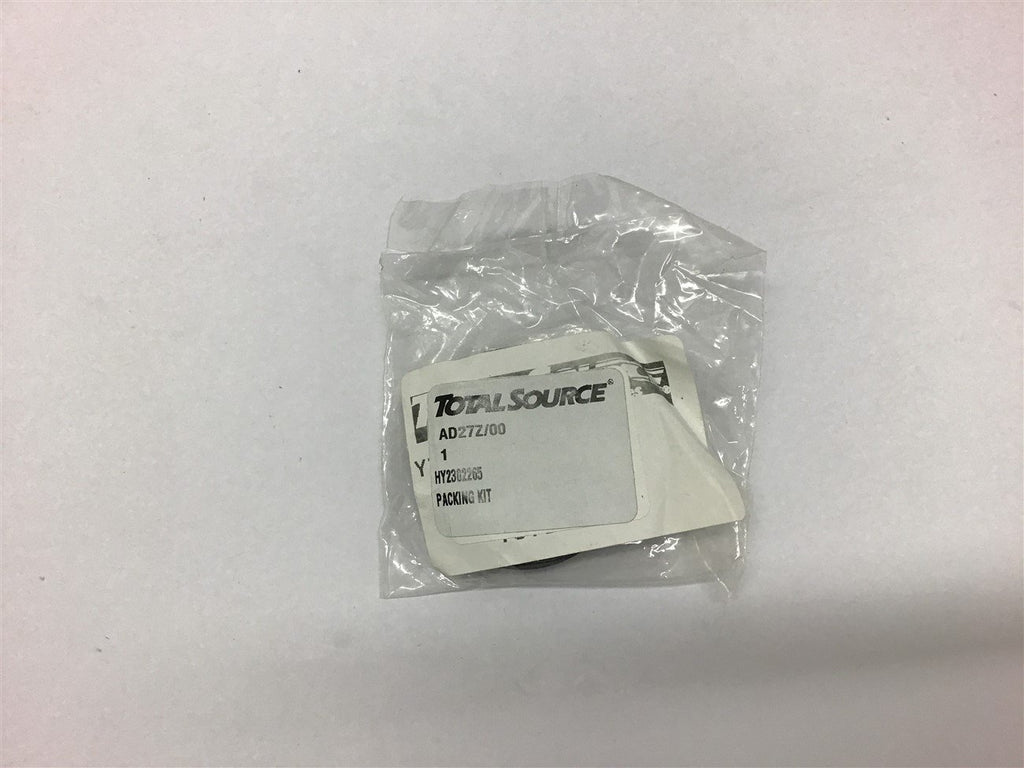 TOTALSOURCE®
AD27Z/00
1
HY2302265
PACKING KIT